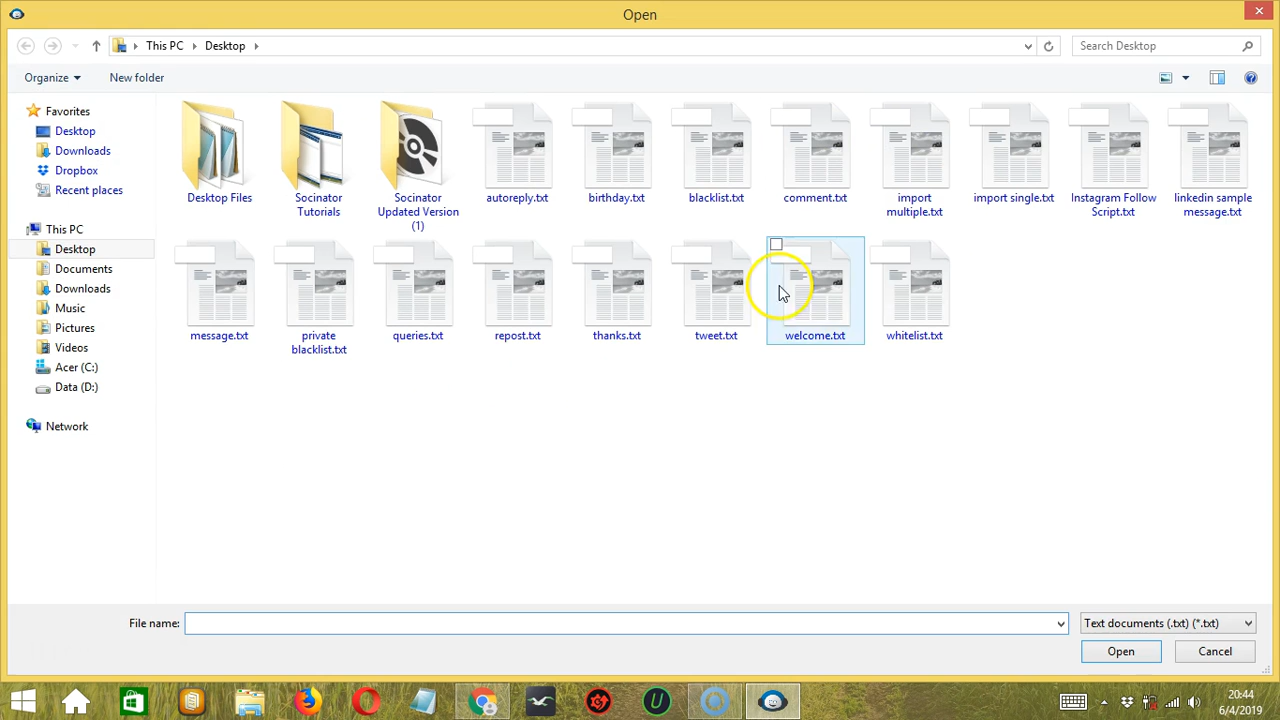 Open
This PC
Desktop
Search Desktop
Organize
New folder
Favorites
Desktop
Downloads
Dropbox
Recent places
This PC
Desktop
Documents
Downloads
Music
Pictures
Videos
Acer (C:)
Data (D:)
Network
Desktop Files
Socinator
Tutorials
Socinator
Updated Version
(1)
autoreply.txt
birthday.txt
blacklist.txt
comment.txt
import
multiple.txt
import single.txt
Instagram Follow
Script.txt
linkedin sample
message.txt
message.txt
private
blacklist.txt
queries.txt
repost.txt
thanks.txt
tweet.txt
welcome.txt
whitelist.txt
File name:
Text documents (.txt) (*.txt)
Open
Cancel
20:44
6/4/2019